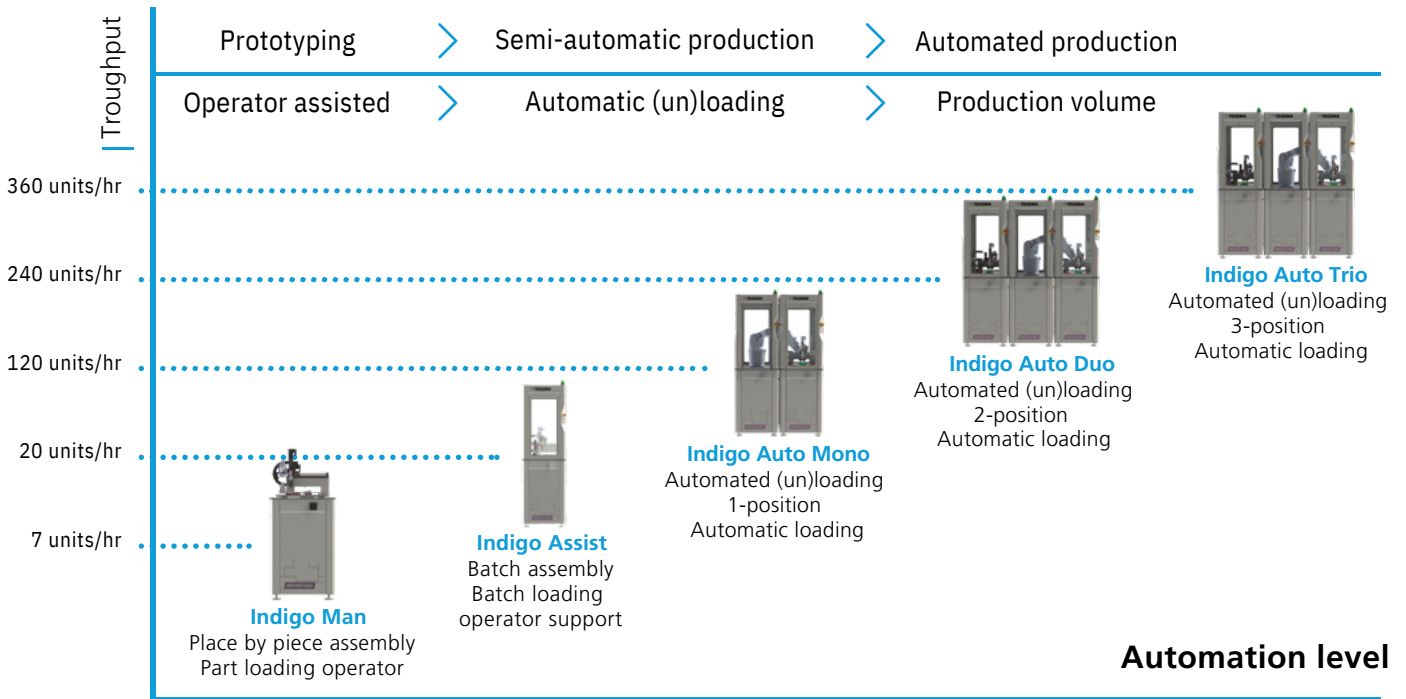 Troughput
Prototyping
Semi-automatic production
Automated production
Operator assisted
Automatic (un)loading
Production volume
360 units/hr
240 units/hr
120 units/hr
20 units/hr
7 units/hr
Indigo Man
Place by piece assembly
Part loading operator
Indigo Assist
Batch assembly
Batch loading
operator support
Indigo Auto Mono
Automated (un)loading
1-position
Automatic loading
Indigo Auto Duo
Automated (un)loading
2-position
Automatic loading
Indigo Auto Trio
Automated (un)loading
3-position
Automatic loading
Automation level